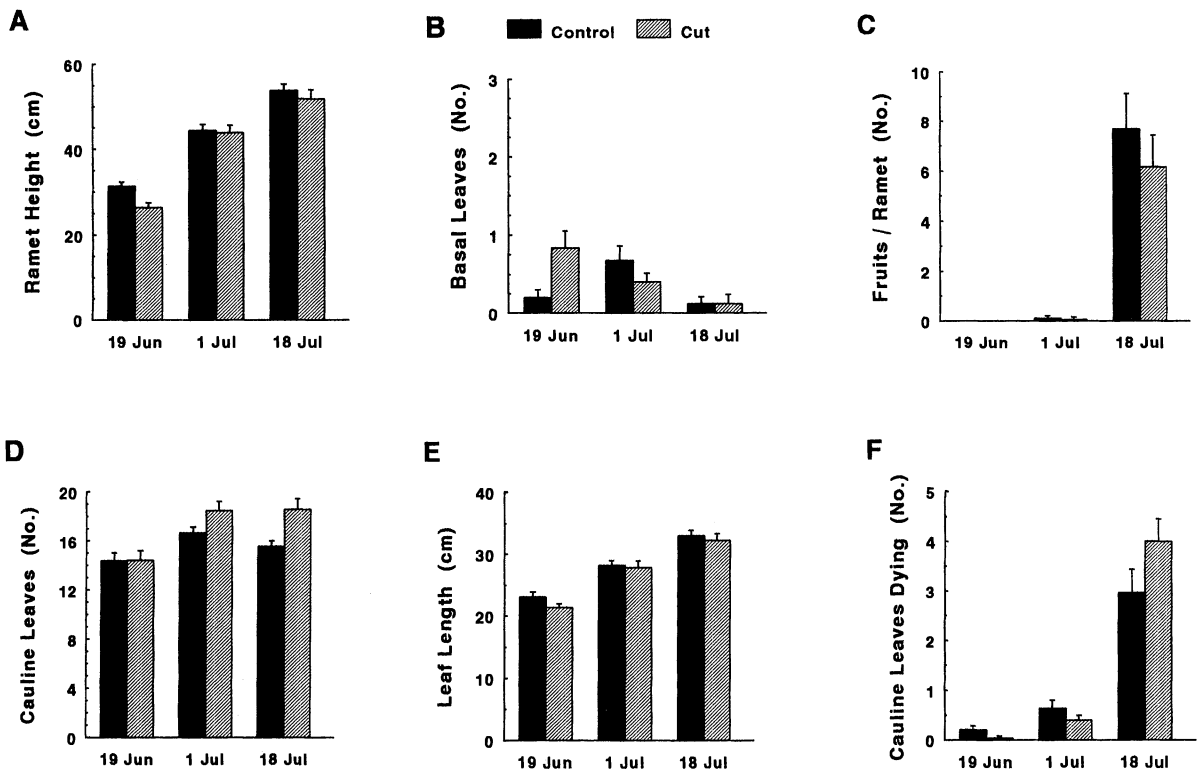 A
B
Control
Cut
C
Ramet Height (cm)
60
40
20
0
19 Jun
1 Jul
18 Jul
Basal Leaves (No.)
3
2
1
0
19 Jun
1 Jul
18 Jul
Fruits / Ramet (No.)
10
8
6
4
2
0
19 Jun
1 Jul
18 Jul
D
Cauline Leaves (No.)
20
16
12
8
4
0
19 Jun
1 Jul
18 Jul
E
Leaf Length (cm)
40
30
20
10
0
19 Jun
1 Jul
18 Jul
F
Cauline Leaves Dying (No.)
5
4
3
2
1
0
19 Jun
1 Jul
18 Jul